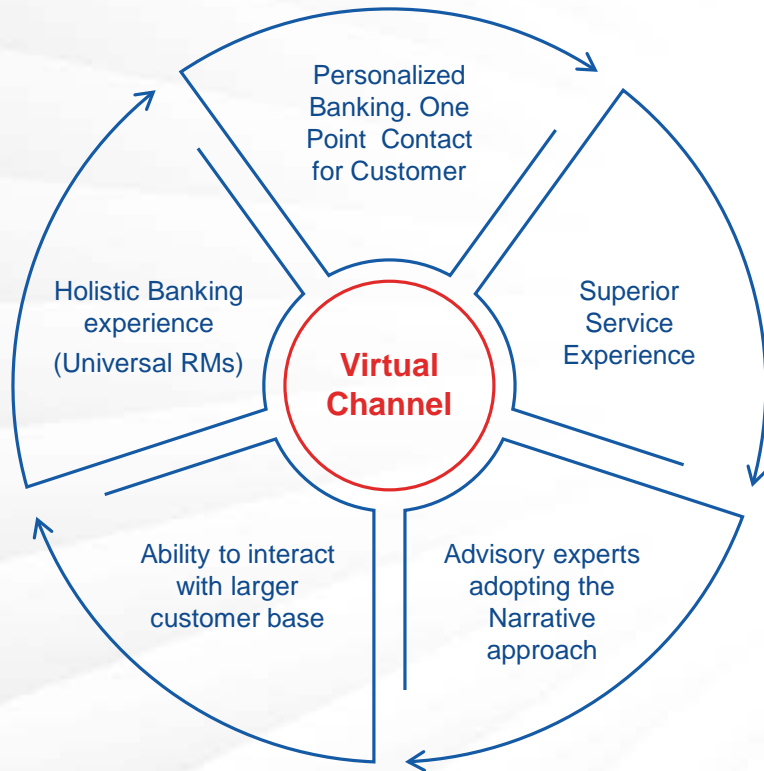 Personalized
Banking. One
Point Contact
for Customer
Superior
Service
Experience
Advisory experts
adopting the
Narrative
approach
Ability to interact
with larger
customer base
Holistic Banking
experience
(Universal RMs)
Virtual
Channel